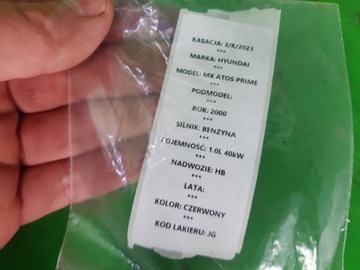 KASACJA: 3/X/2023
***
MARKA: HYUNDAI
***
MODEL: MX ATOS PRIME
***
PODMODEL:
***
ROK: 2000
***
SILNIK: BENZYNA
***
POJEMNOŚĆ: 1.0L 40kW
***
NADWOZIE: HB
***
LATA:
***
KOLOR: CZERWONY
***
KOD LAKIERU: JG